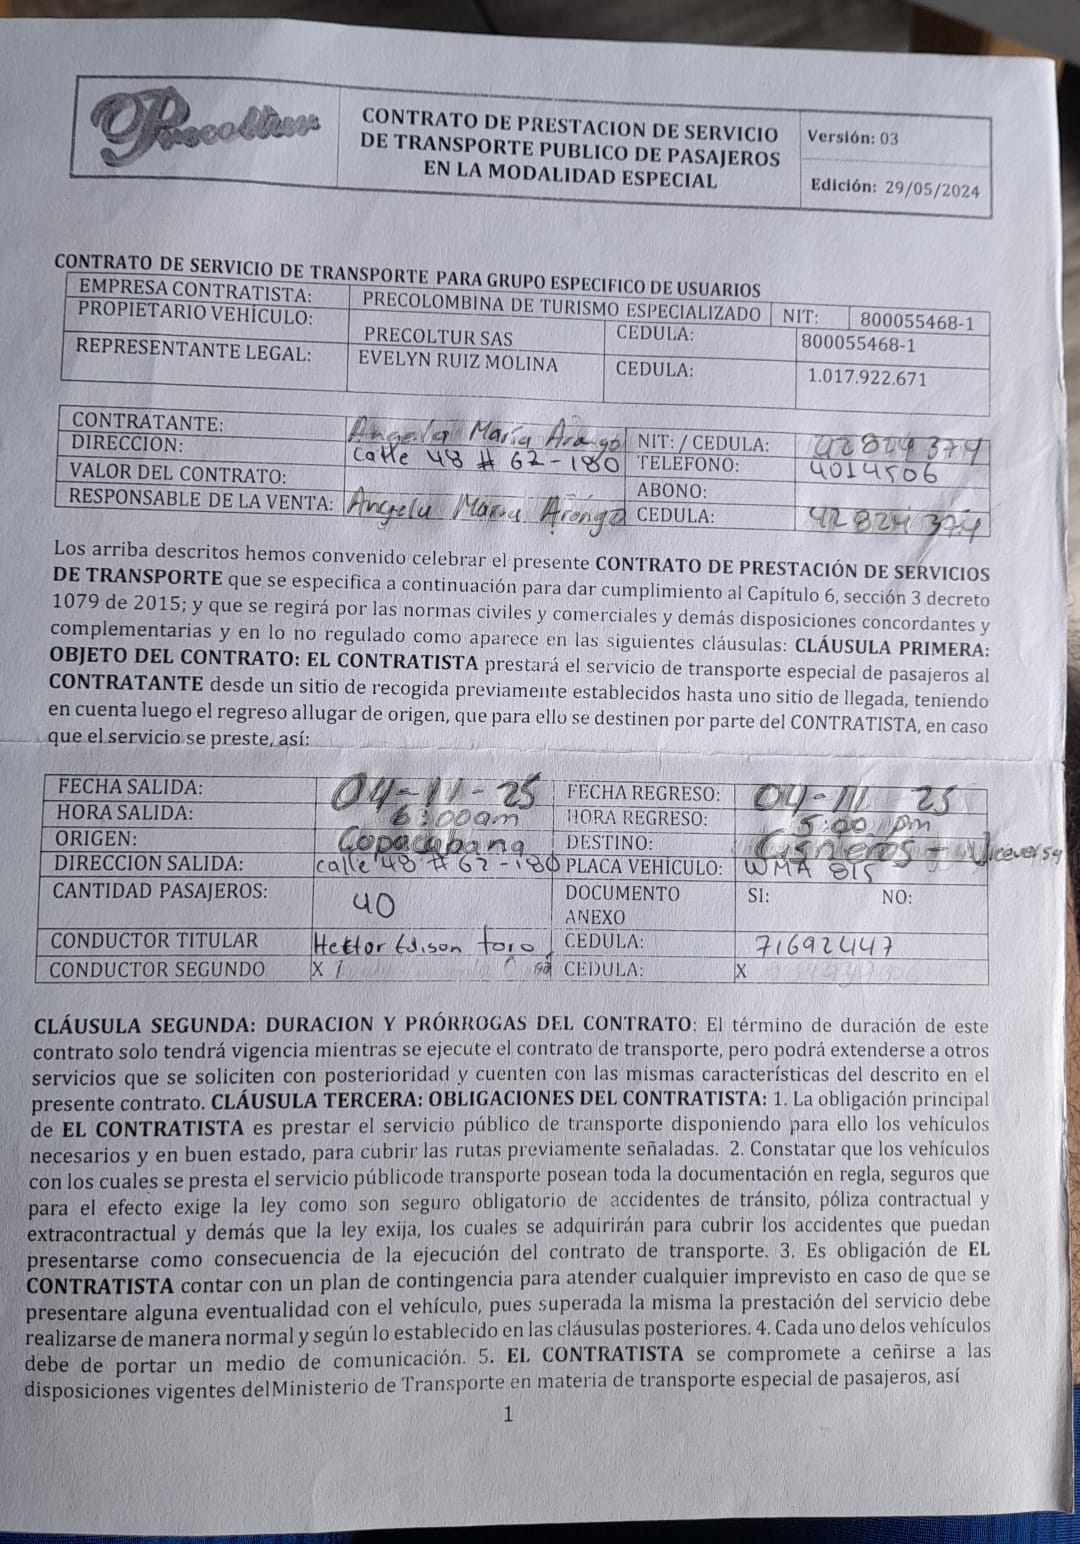 Precoltur
CONTRATO DE PRESTACION DE SERVICIO
DE TRANSPORTE PUBLICO DE PASAJEROS
EN LA MODALIDAD ESPECIAL
Versión: 03
Edición: 29/05/2024
CONTRATO DE SERVICIO DE TRANSPORTE PARA GRUPO ESPECIFICO DE USUARIOS
EMPRESA CONTRATISTA: PRECOLOMBINA DE TURISMO ESPECIALIZADO NIT: 800055468-1
PROPIETARIO VEHÍCULO: PRECOLTUR SAS CEDULA: 800055468-1
REPRESENTANTE LEGAL: EVELYN RUIZ MOLINA CEDULA: 1.017.922.671
CONTRATANTE: Angela María Arango NIT: / CEDULA: 42824374
DIRECCION: Calle 48 # 62-180 TELEFONO: 4014506
VALOR DEL CONTRATO: ABONO:
RESPONSABLE DE LA VENTA: Angela María Arango CEDULA: 42824374
Los arriba descritos hemos convenido celebrar el presente CONTRATO DE PRESTACIÓN DE SERVICIOS
DE TRANSPORTE que se especifica a continuación para dar cumplimiento al Capítulo 6, sección 3 decreto
1079 de 2015; y que se regirá por las normas civiles y comerciales y demás disposiciones concordantes y
complementarias y en lo no regulado como aparece en las siguientes cláusulas: CLÁUSULA PRIMERA:
OBJETO DEL CONTRATO: EL CONTRATISTA prestará el servicio de transporte especial de pasajeros al
CONTRATANTE desde un sitio de recogida previamente establecidos hasta uno sitio de llegada, teniendo
en cuenta luego el regreso allugar de origen, que para ello se destinen por parte del CONTRATISTA, en caso
que el servicio se preste, así:
FECHA SALIDA: 04-11-25 FECHA REGRESO: 04-11 25
HORA SALIDA: 6:00am HORA REGRESO: 5:00 pm
ORIGEN: Copacabana DESTINO: Cisneros - Viceversa
DIRECCION SALIDA: calle 48 # 62-180 PLACA VEHÍCULO: WMA 815
CANTIDAD PASAJEROS: 40 DOCUMENTO ANEXO SI: NO:
CONDUCTOR TITULAR Hector Edison toro CEDULA: 71692447
CONDUCTOR SEGUNDO X CEDULA: X
CLÁUSULA SEGUNDA: DURACION Y PRÓRROGAS DEL CONTRATO: El término de duración de este
contrato solo tendrá vigencia mientras se ejecute el contrato de transporte, pero podrá extenderse a otros
servicios que se soliciten con posterioridad y cuenten con las mismas características del descrito en el
presente contrato. CLÁUSULA TERCERA: OBLIGACIONES DEL CONTRATISTA: 1. La obligación principal
de EL CONTRATISTA es prestar el servicio público de transporte disponiendo para ello los vehículos
necesarios y en buen estado, para cubrir las rutas previamente señaladas. 2. Constatar que los vehículos
con los cuales se presta el servicio públicode transporte posean toda la documentación en regla, seguros que
para el efecto exige la ley como son seguro obligatorio de accidentes de tránsito, póliza contractual y
extracontractual y demás que la ley exija, los cuales se adquirirán para cubrir los accidentes que puedan
presentarse como consecuencia de la ejecución del contrato de transporte. 3. Es obligación de EL
CONTRATISTA contar con un plan de contingencia para atender cualquier imprevisto en caso de que se
presentare alguna eventualidad con el vehículo, pues superada la misma la prestación del servicio debe
realizarse de manera normal y según lo establecido en las cláusulas posteriores. 4. Cada uno delos vehículos
debe de portar un medio de comunicación. 5. EL CONTRATISTA se compromete a ceñirse a las
disposiciones vigentes delMinisterio de Transporte en materia de transporte especial de pasajeros, así
1